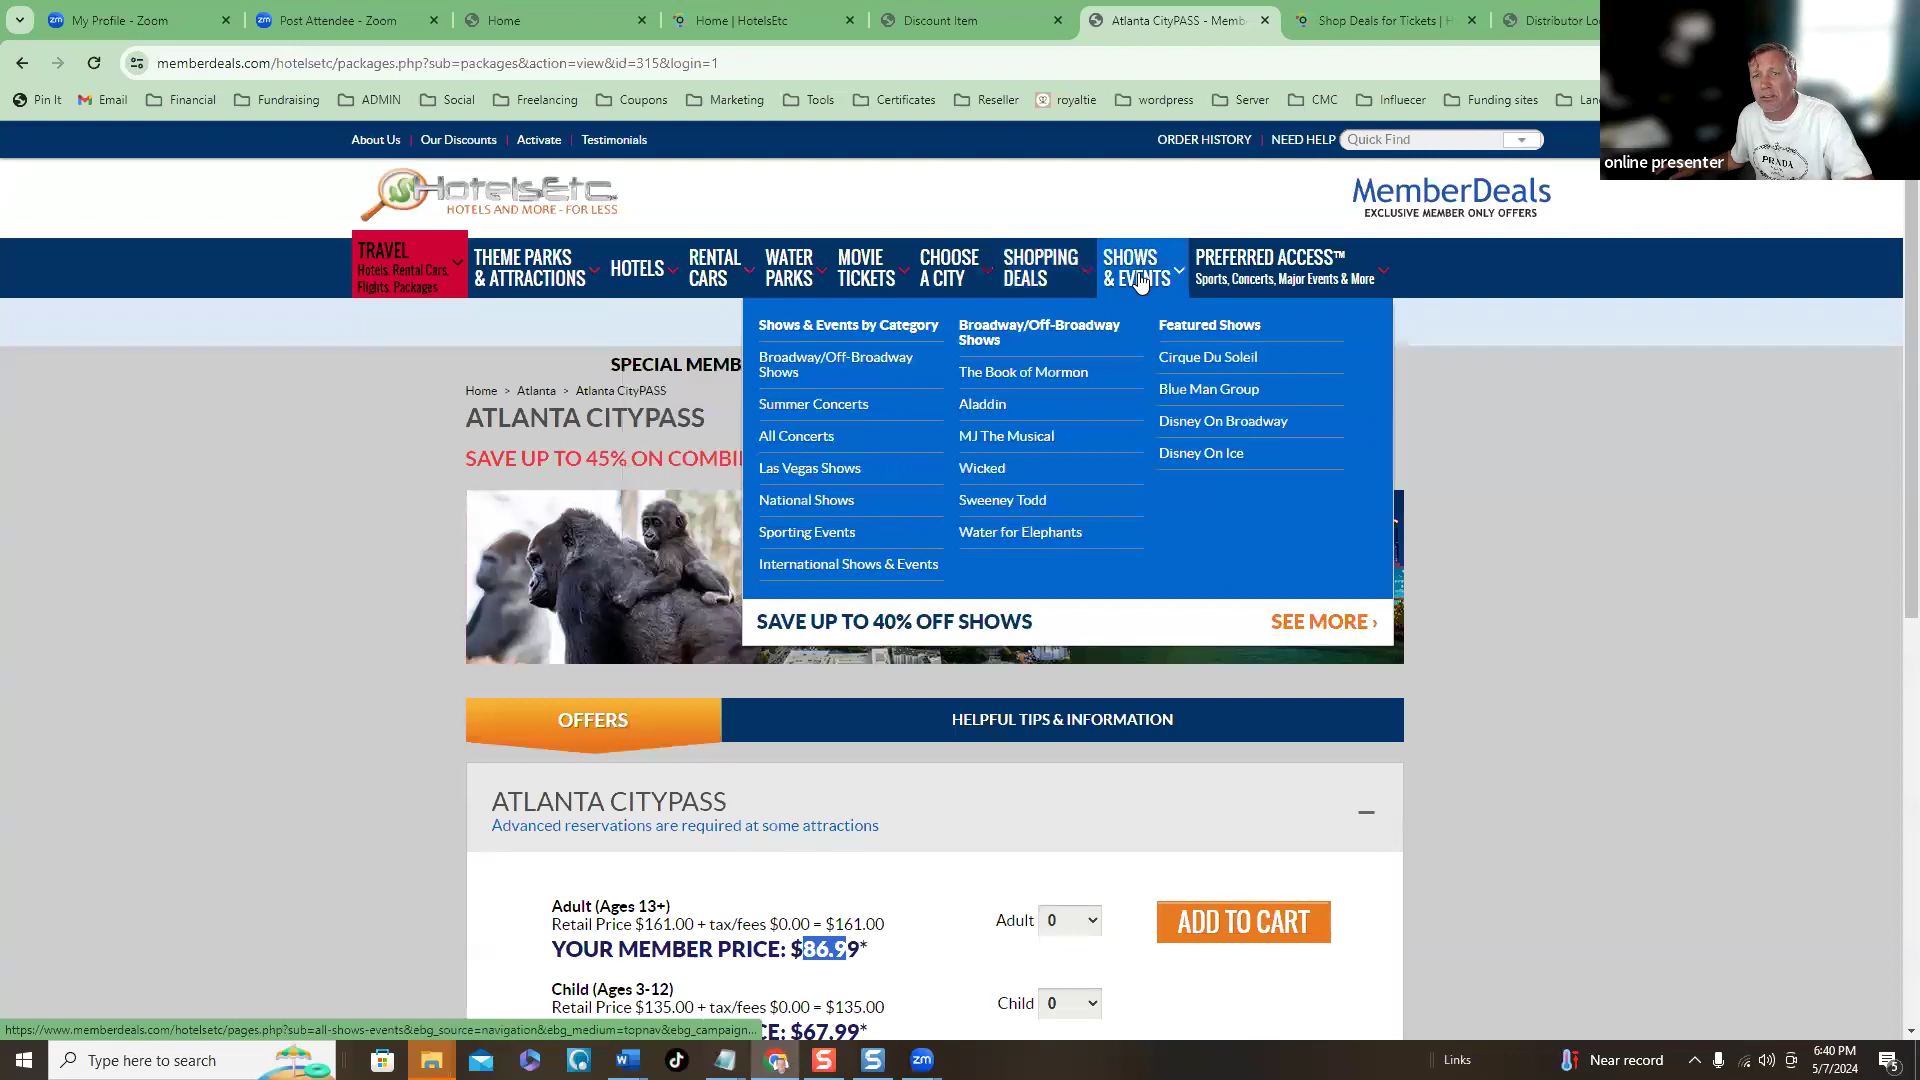 My Profile - Zoom
Post Attendee - Zoom
Home
Home | HotelsEtc
Discount Item
Atlanta CityPASS - Memb
Shop Deals for Tickets | H
Distributor Lo
memberdeals.com/hotelsetc/packages.php?sub=packages&action=view&id=315&login=1
Pin It
Email
Financial
Fundraising
ADMIN
Social
Freelancing
Coupons
Marketing
Tools
Certificates
Reseller
royaltie
wordpress
Server
CMC
Influecer
Funding sites
Lan
online presenter
PRADA
About Us | Our Discounts | Activate | Testimonials
ORDER HISTORY | NEED HELP
Quick Find
HotelsEtc
HOTELS AND MORE - FOR LESS
MemberDeals
EXCLUSIVE MEMBER ONLY OFFERS
TRAVEL
Hotels, Rental Cars,
Flights, Packages
THEME PARKS
& ATTRACTIONS
HOTELS
RENTAL
CARS
WATER
PARKS
MOVIE
TICKETS
CHOOSE
A CITY
SHOPPING
DEALS
SHOWS
& EVENTS
PREFERRED ACCESS™
Sports, Concerts, Major Events & More
Shows & Events by Category
Broadway/Off-Broadway
Shows
Summer Concerts
All Concerts
Las Vegas Shows
National Shows
Sporting Events
International Shows & Events
Broadway/Off-Broadway
Shows
The Book of Mormon
Aladdin
MJ The Musical
Wicked
Sweeney Todd
Water for Elephants
Featured Shows
Cirque Du Soleil
Blue Man Group
Disney On Broadway
Disney On Ice
SAVE UP TO 40% OFF SHOWS
SEE MORE ›
SPECIAL MEMB
Home > Atlanta > Atlanta CityPASS
ATLANTA CITYPASS
SAVE UP TO 45% ON COMBI
OFFERS
HELPFUL TIPS & INFORMATION
ATLANTA CITYPASS
Advanced reservations are required at some attractions
Adult (Ages 13+)
Retail Price $161.00 + tax/fees $0.00 = $161.00
YOUR MEMBER PRICE: $86.99*
Adult 0
ADD TO CART
Child (Ages 3-12)
Retail Price $135.00 + tax/fees $0.00 = $135.00
CE: $67.99*
Child 0
https://www.memberdeals.com/hotelsetc/pages.php?sub=all-shows-events&ebg_source=navigation&ebg_medium=topnav&ebg_campaign...
Type here to search
Links
Near record
6:40 PM
5/7/2024
5